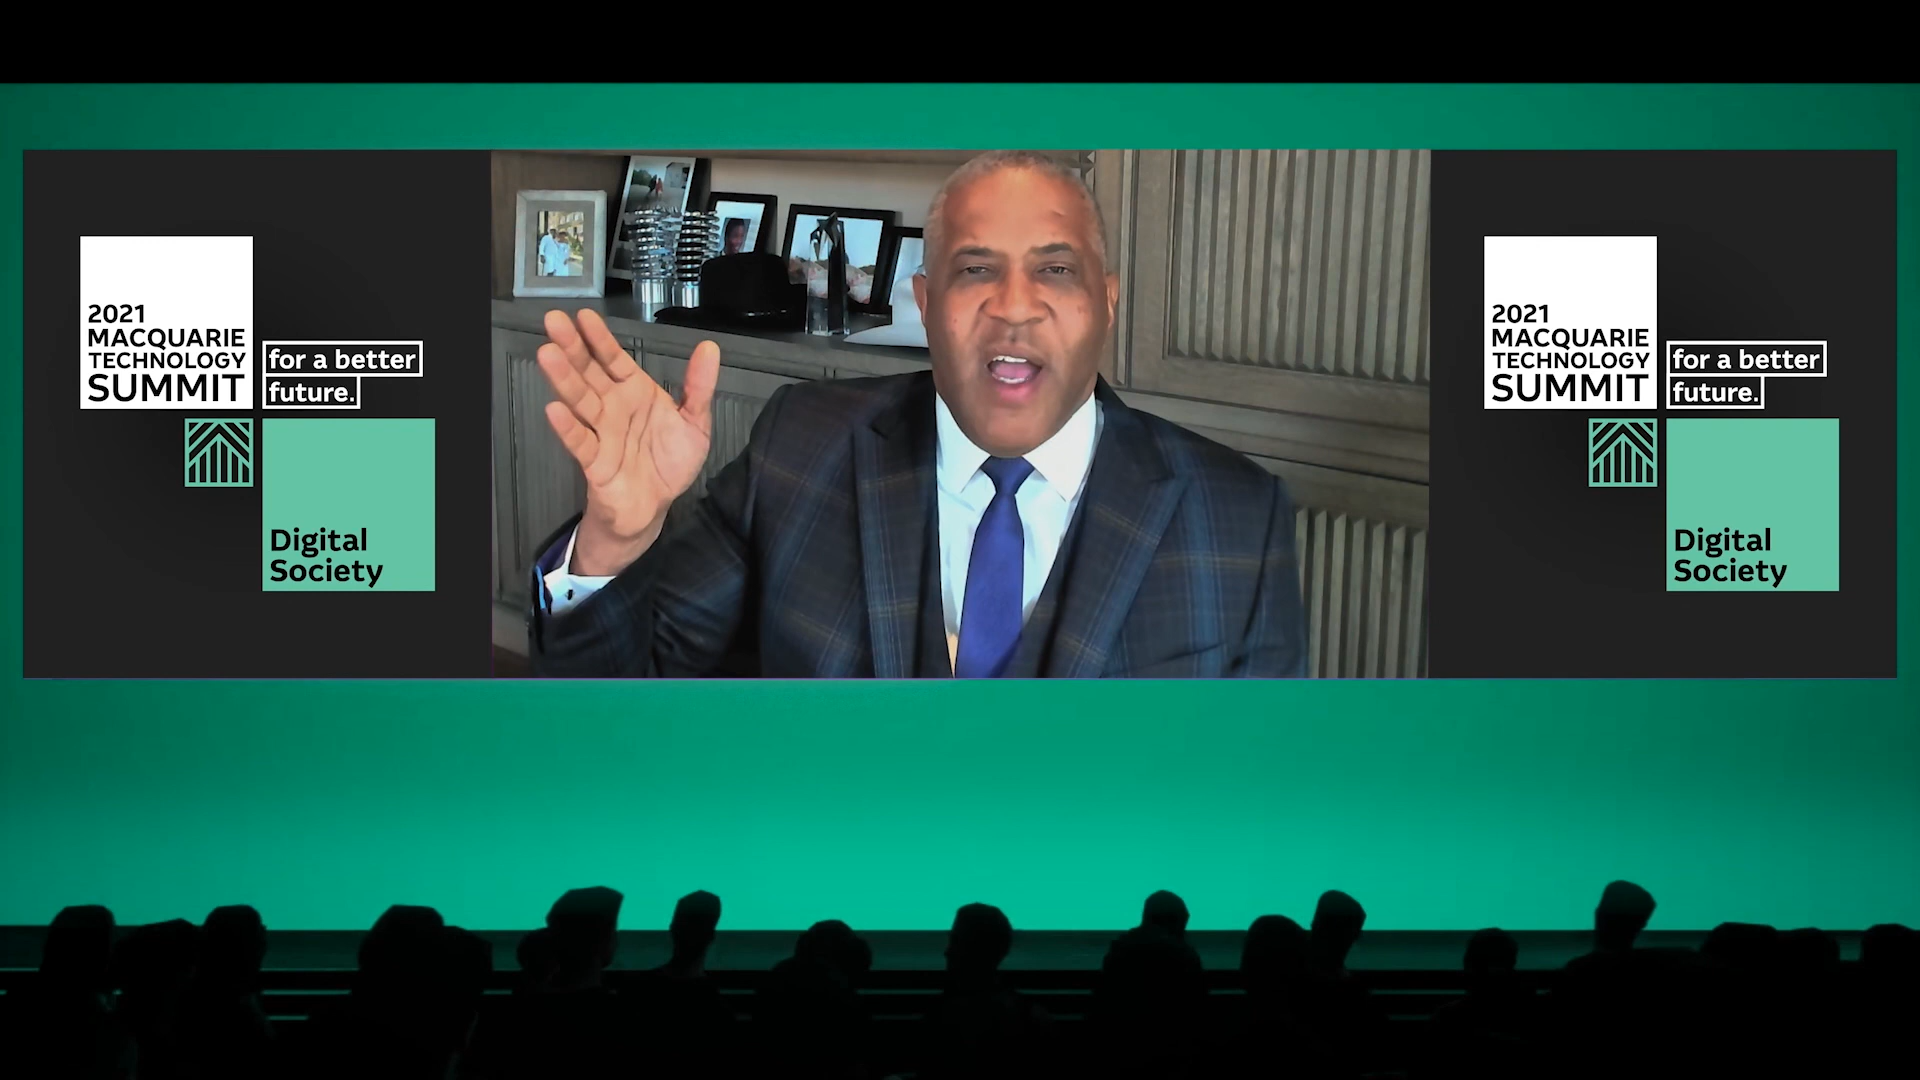 2021
MACQUARIE
TECHNOLOGY
SUMMIT
for a better
future.
Digital
Society
2021
MACQUARIE
TECHNOLOGY
SUMMIT
for a better
future.
Digital
Society